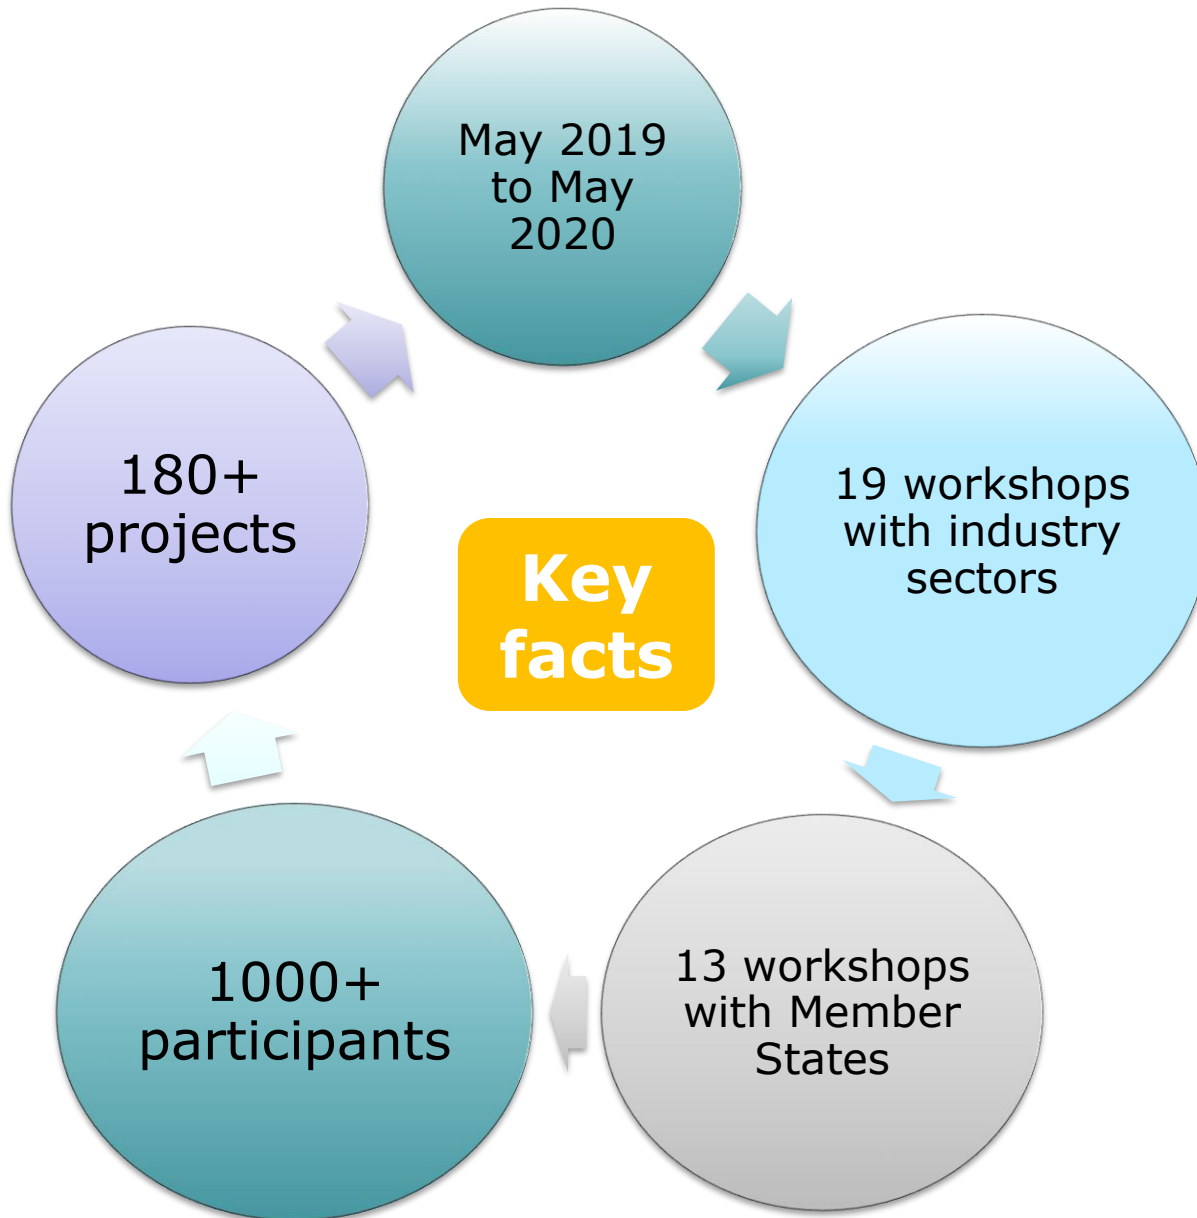 May 2019
to May
2020
19 workshops
with industry
sectors
13 workshops
with Member
States
1000+
participants
180+
projects
Key
facts